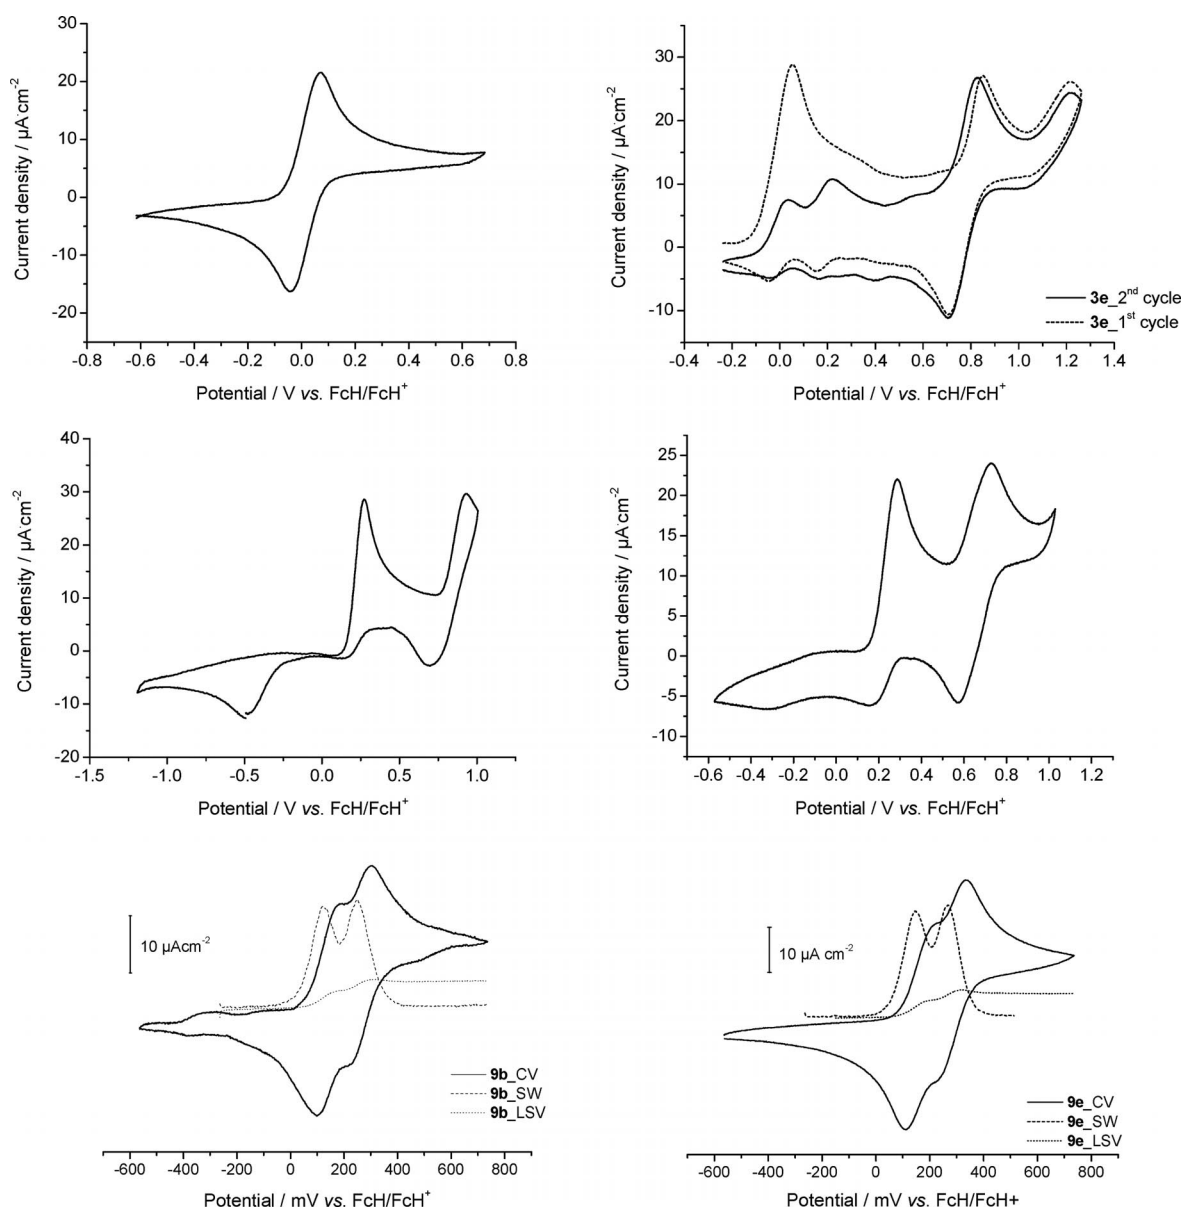 30
20
10
0
-10
-20
-0.8 -0.6 -0.4 -0.2 0.0 0.2 0.4 0.6 0.8
Current density / µA·cm-2
Potential / V vs. FcH/FcH+
30
20
10
0
-10
-0.4 -0.2 0.0 0.2 0.4 0.6 0.8 1.0 1.2 1.4
Current density / µA·cm-2
Potential / V vs. FcH/FcH+
3e_2nd cycle
3e_1st cycle
40
30
20
10
0
-10
-20
-1.5 -1.0 -0.5 0.0 0.5 1.0
Current density / µA·cm-2
Potential / V vs. FcH/FcH+
25
20
15
10
5
0
-5
-10
-0.6 -0.4 -0.2 0.0 0.2 0.4 0.6 0.8 1.0 1.2
Current density / µA·cm-2
Potential / V vs. FcH/FcH+
10 µAcm-2
9b_CV
9b_SW
9b_LSV
-600 -400 -200 0 200 400 600 800
Potential / mV vs. FcH/FcH+
10 µA cm-2
9e_CV
9e_SW
9e_LSV
-600 -400 -200 0 200 400 600 800
Potential / mV vs. FcH/FcH+